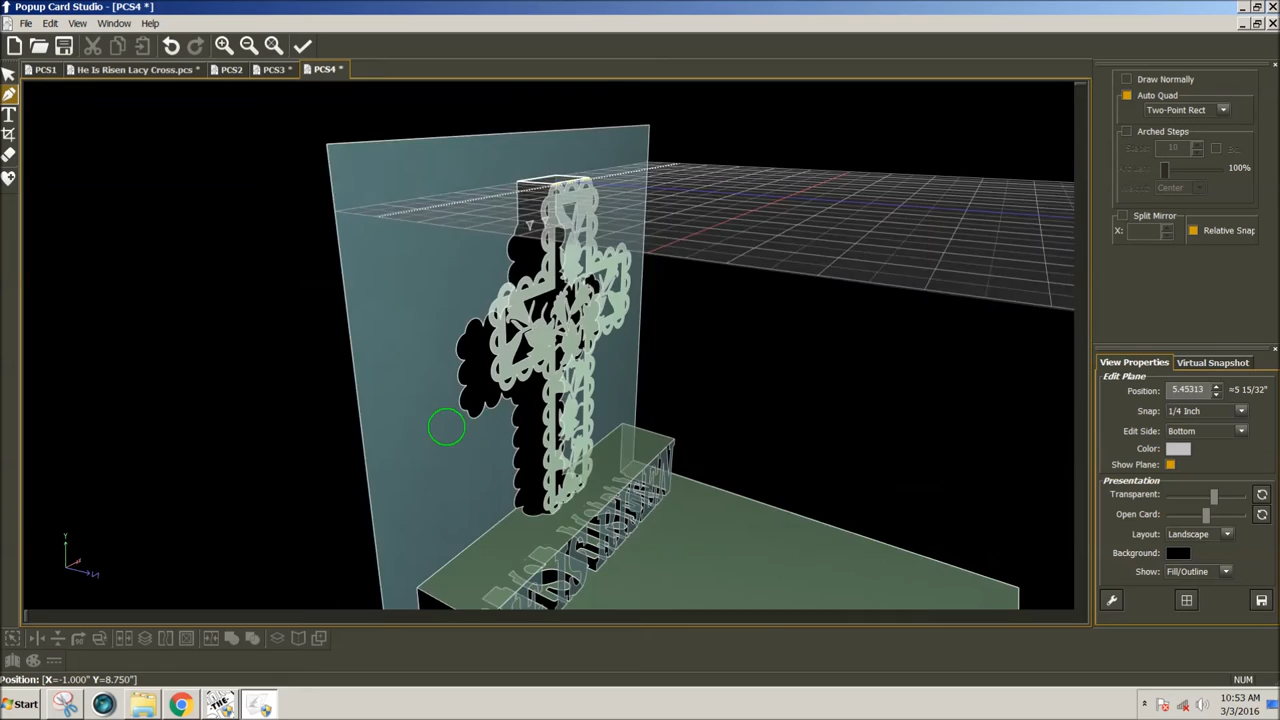 Popup Card Studio - [PCS4 *]
File Edit View Window Help
PCS1 He Is Risen Lacy Cross.pcs * PCS2 PCS3 * PCS4 *
Draw Normally
Auto Quad
Two-Point Rect
Arched Steps
10
100%
Center
Split Mirror
X: Relative Snap
View Properties Virtual Snapshot
Edit Plane
Position: 5.45313 ≈5 15/32"
Snap: 1/4 Inch
Edit Side: Bottom
Color:
Show Plane:
Presentation
Transparent:
Open Card:
Layout: Landscape
Background:
Show: Fill/Outline
Y
Position: [X=-1.000" Y=8.750"] NUM
Start -THE- 10:53 AM
3/3/2016